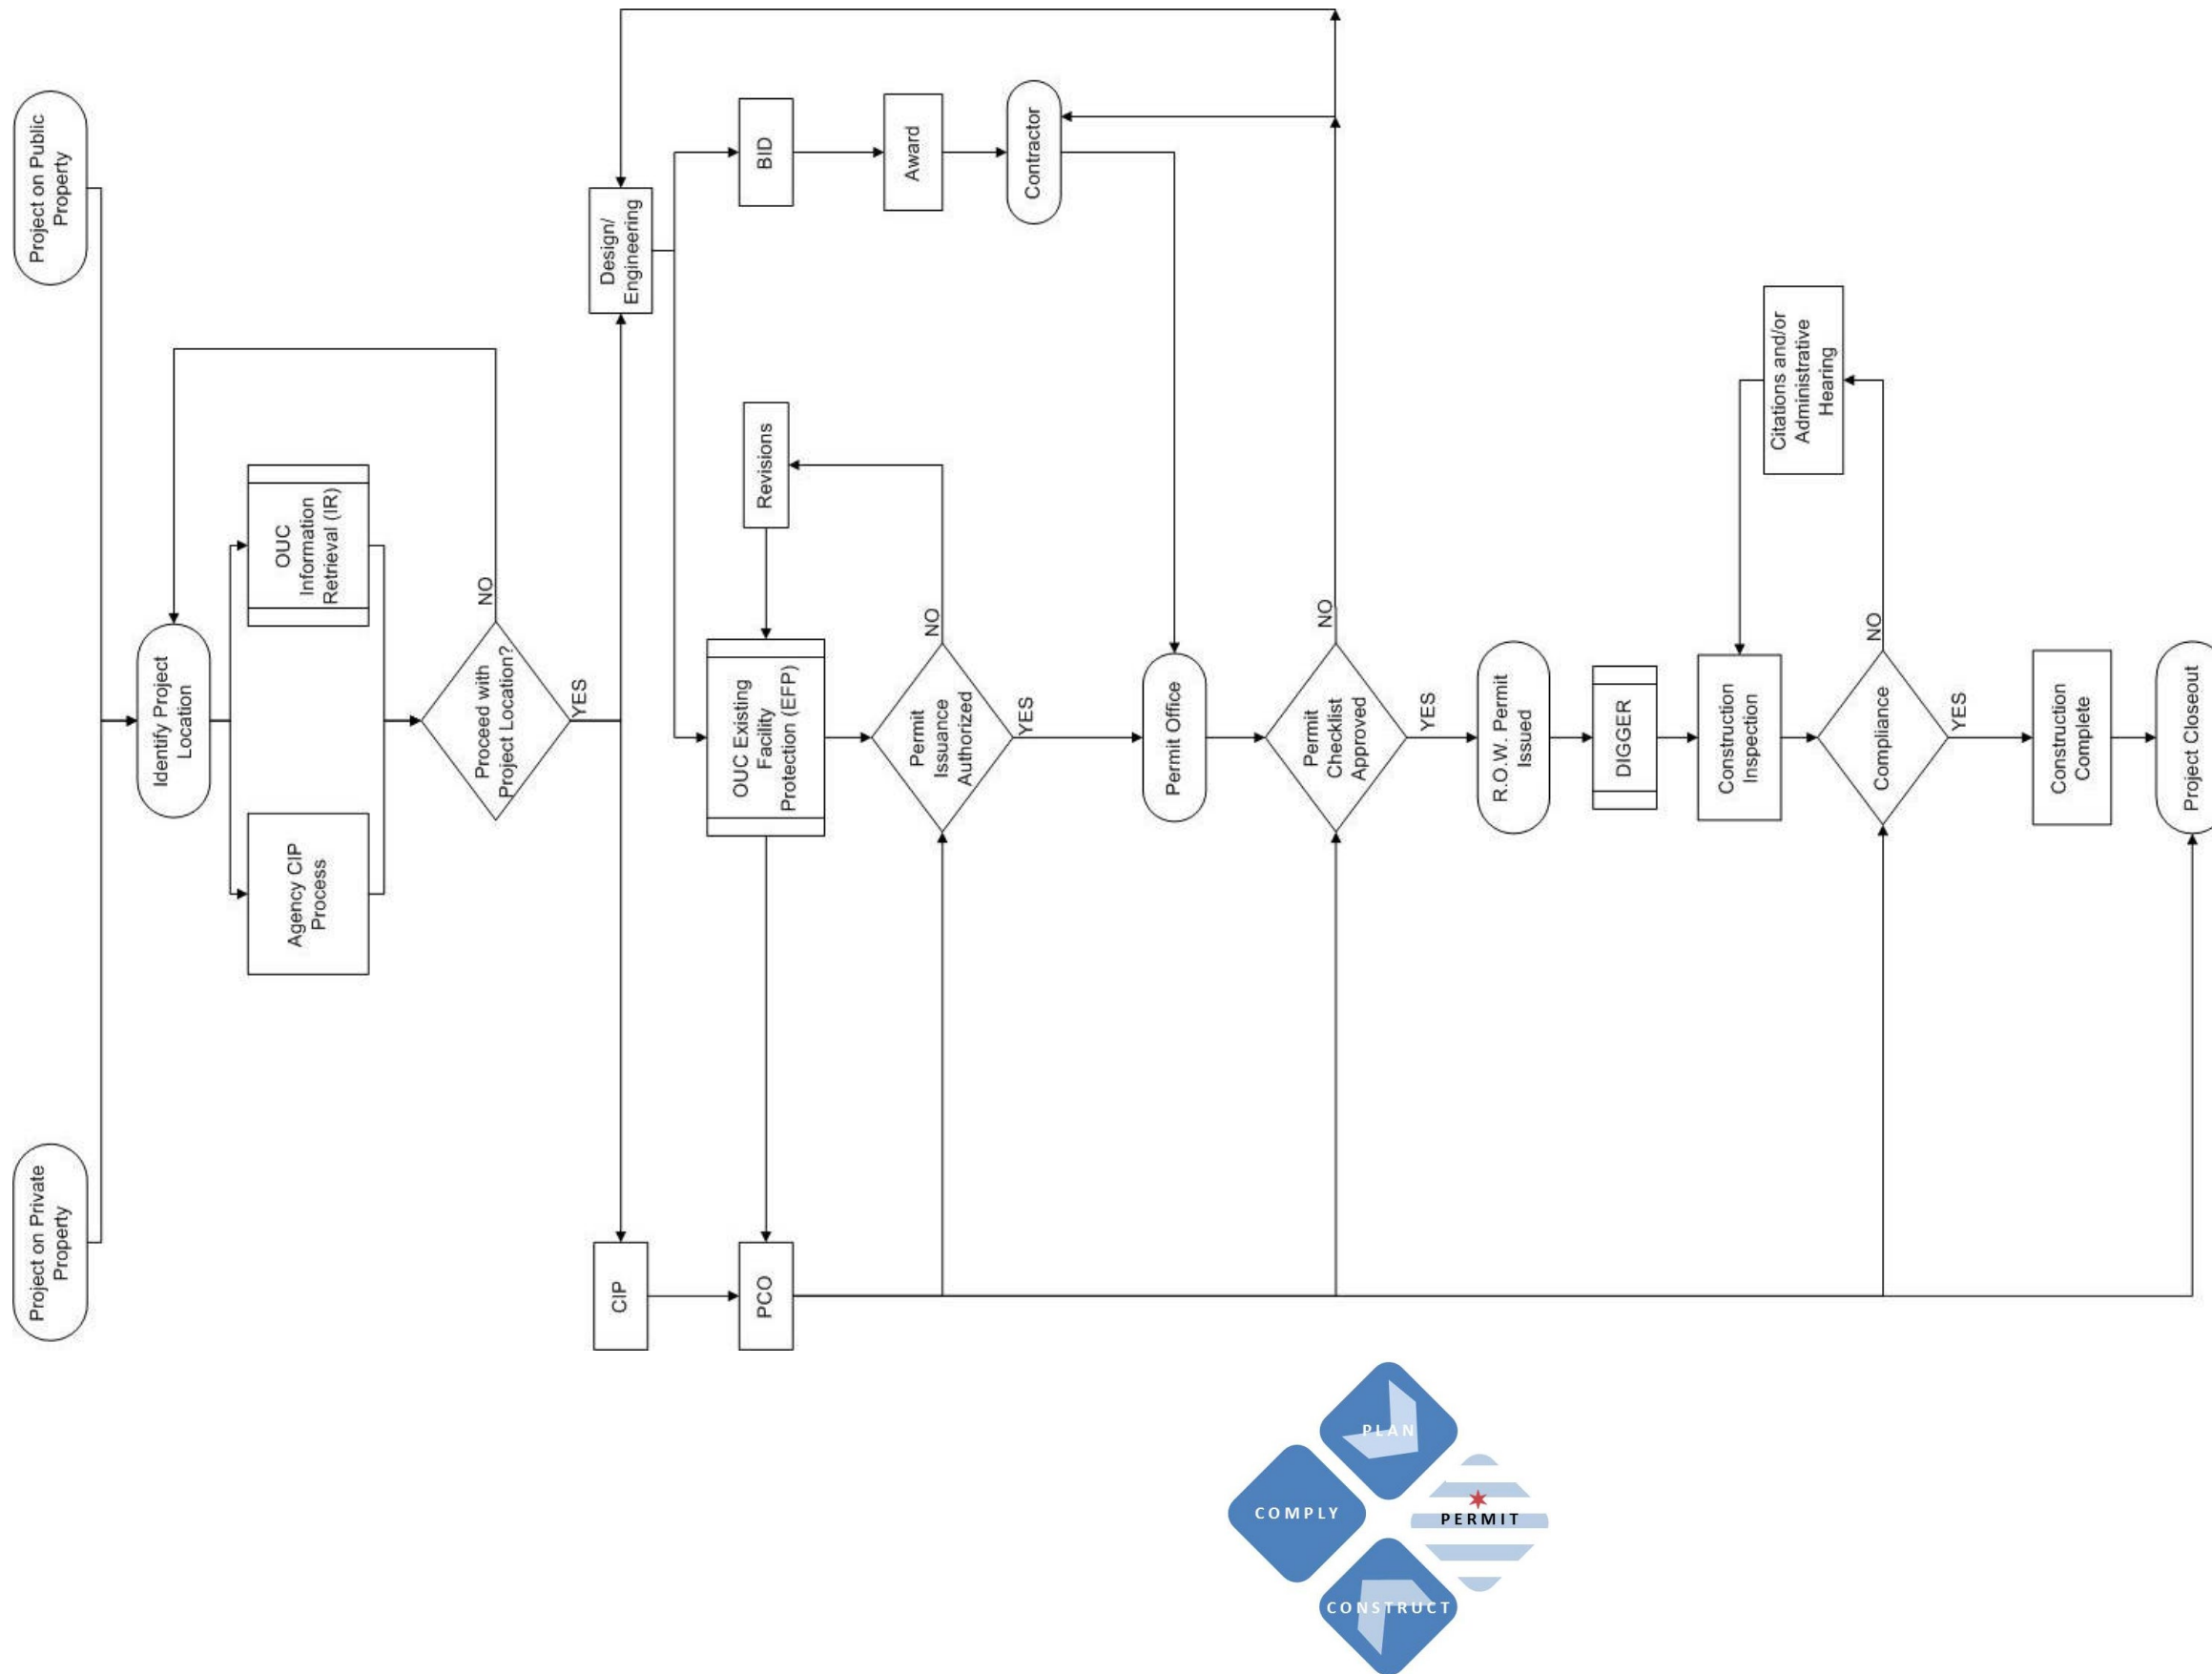 Project on Private
Property
Project on Public
Property
Identify Project
Location
Agency CIP
Process
OUC
Information
Retrieval (IR)
Proceed with
Project Location?
NO
YES
CIP
Design/
Engineering
PCO
OUC Existing
Facility
Protection (EFP)
Revisions
BID
Award
Contractor
Permit
Issuance
Authorized
NO
YES
Permit Office
Permit
Checklist
Approved
NO
YES
R.O.W. Permit
Issued
DIGGER
Construction
Inspection
Citations and/or
Administrative
Hearing
Compliance
NO
YES
Construction
Complete
Project Closeout
PLAN
COMPLY
PERMIT
CONSTRUCT